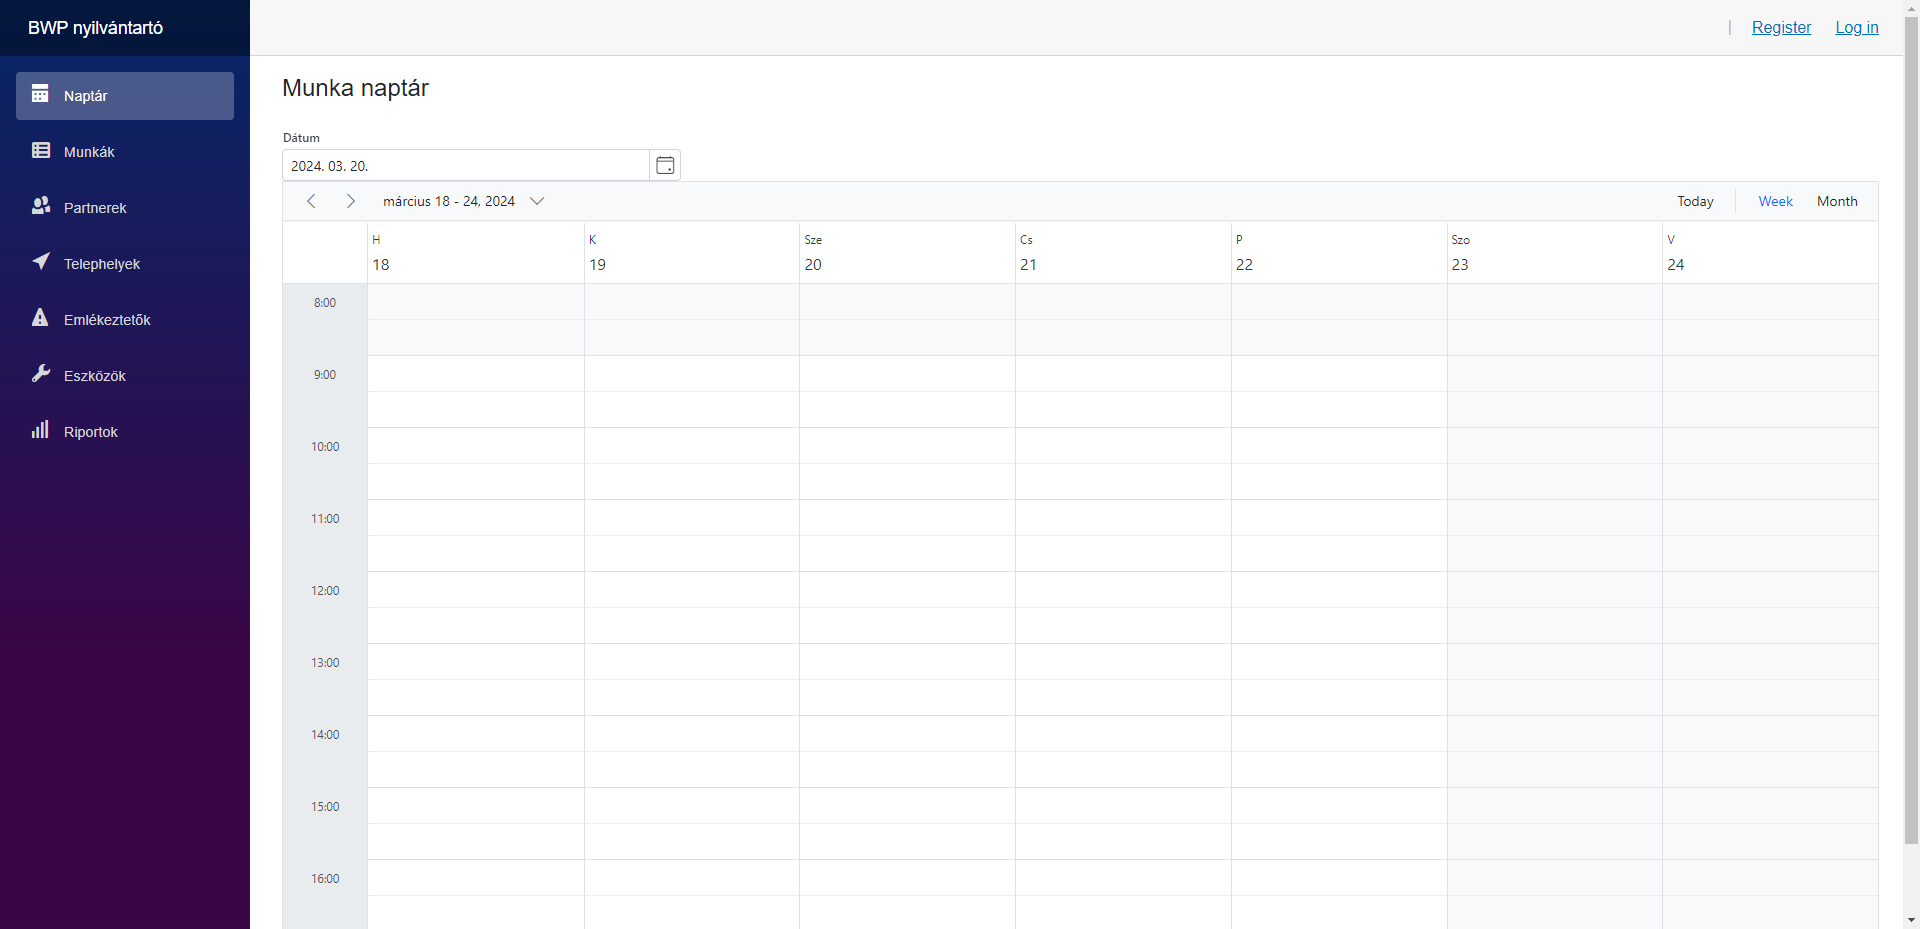 BWP nyilvántartó
| Register Log in
Naptár
Munkák
Partnerek
Telephelyek
Emlékeztetők
Eszközök
Riportok
Munka naptár
Dátum
2024. 03. 20.
március 18 - 24, 2024 Today Week Month
H K Sze Cs P Szo V
18 19 20 21 22 23 24
8:00
9:00
10:00
11:00
12:00
13:00
14:00
15:00
16:00